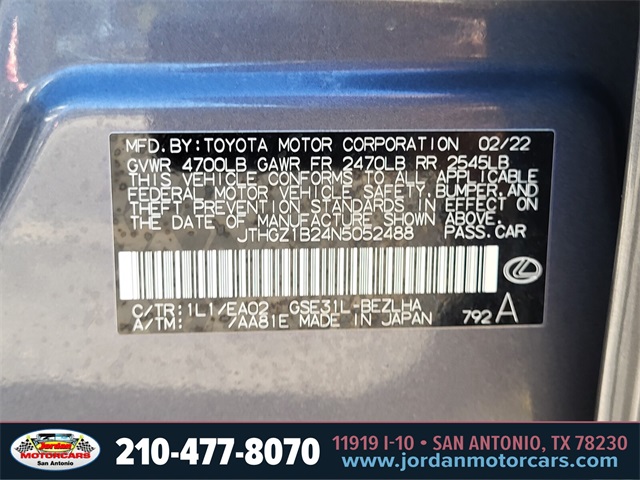 MFD. BY: TOYOTA MOTOR CORPORATION 02/22
GVWR 4700LB GAWR FR 2470LB RR 2545LB
THIS VEHICLE CONFORMS TO ALL APPLICABLE
FEDERAL MOTOR VEHICLE SAFETY, BUMPER, AND
THEFT PREVENTION STANDARDS IN EFFECT ON
THE DATE OF MANUFACTURE SHOWN ABOVE.
JTHGZ1B24N5052488 PASS.CAR
C/TR: 1L1/EA02 GSE31L-BEZLHA
A/TM: /AA81E MADE IN JAPAN 792 A
Jordan
MOTORCARS
San Antonio
210-477-8070
11919 I-10 • SAN ANTONIO, TX 78230
www.jordanmotorcars.com